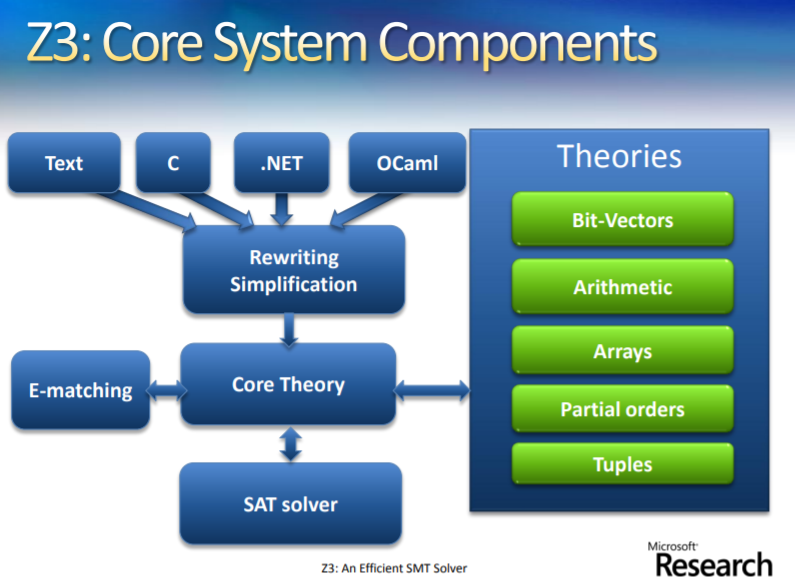 Z3: Core System Components
Text
C
.NET
OCaml
Rewriting
Simplification
E-matching
Core Theory
SAT solver
Theories
Bit-Vectors
Arithmetic
Arrays
Partial orders
Tuples
Z3: An Efficient SMT Solver
Microsoft
Research